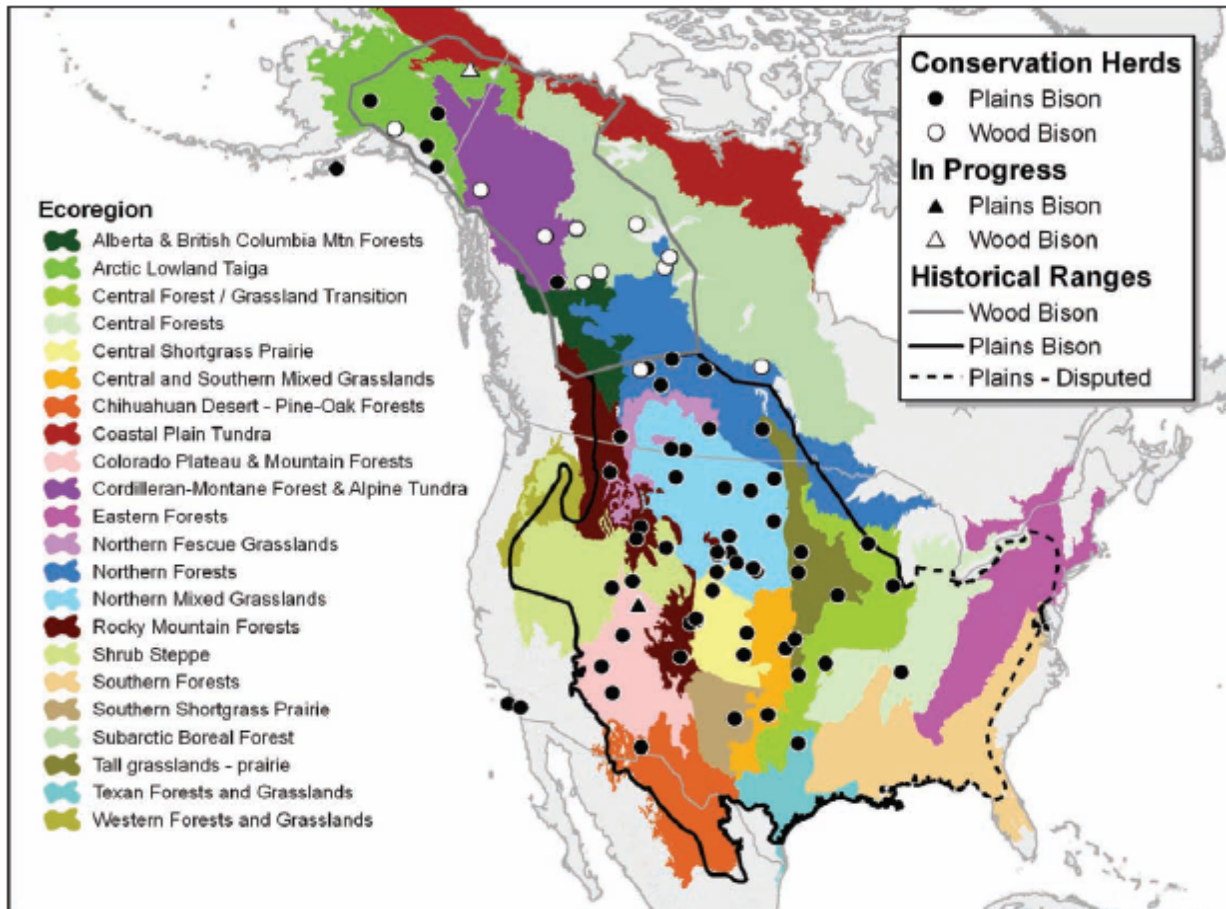 Conservation Herds
Plains Bison
Wood Bison
In Progress
Plains Bison
Wood Bison
Historical Ranges
Wood Bison
Plains Bison
Plains - Disputed
Ecoregion
Alberta & British Columbia Mtn Forests
Arctic Lowland Taiga
Central Forest / Grassland Transition
Central Forests
Central Shortgrass Prairie
Central and Southern Mixed Grasslands
Chihuahuan Desert - Pine-Oak Forests
Coastal Plain Tundra
Colorado Plateau & Mountain Forests
Cordilleran-Montane Forest & Alpine Tundra
Eastern Forests
Northern Fescue Grasslands
Northern Forests
Northern Mixed Grasslands
Rocky Mountain Forests
Shrub Steppe
Southern Forests
Southern Shortgrass Prairie
Subarctic Boreal Forest
Tall grasslands - prairie
Texan Forests and Grasslands
Western Forests and Grasslands